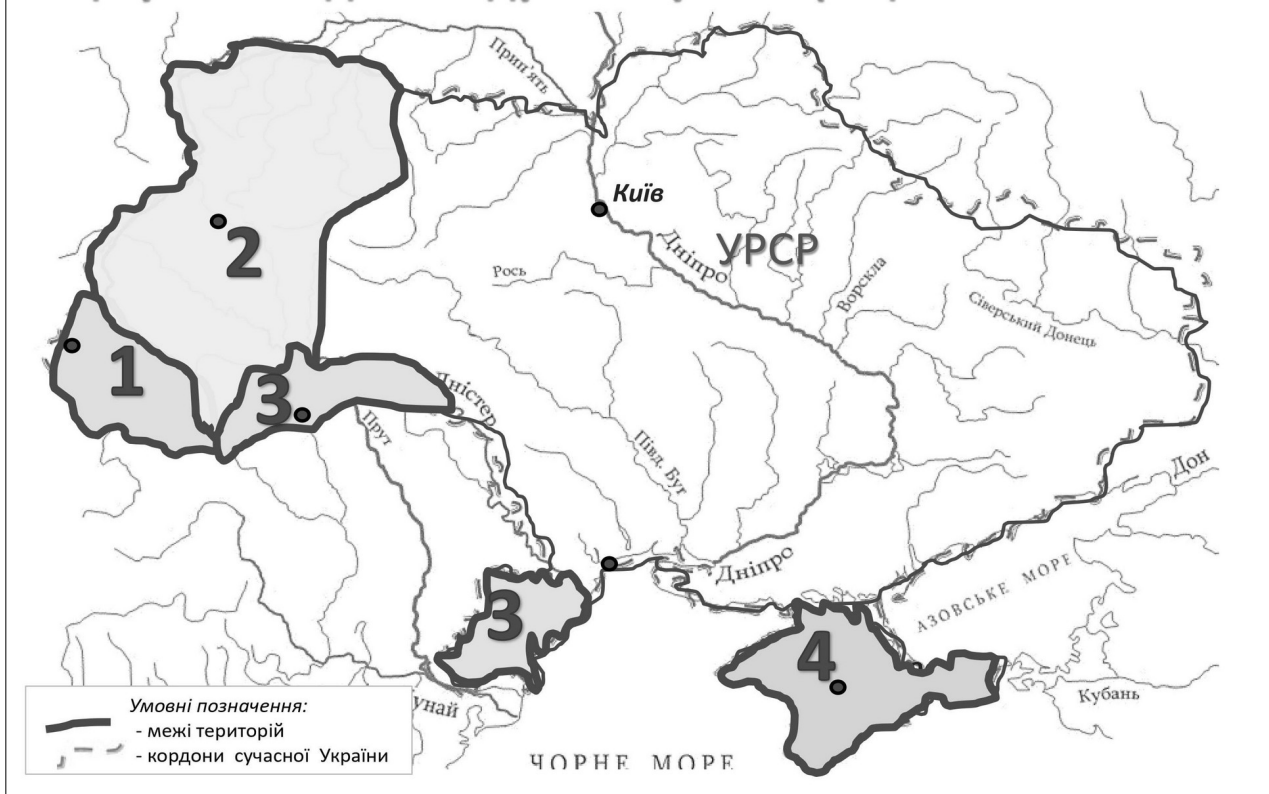 Прип'ять
Київ
2
УРСР
Дніпро
Рось
Ворскла
Сіверський Донець
1
3
Дністер
Прут
Півд. Буг
Дон
Дніпро
АЗОВСЬКЕ МОРЕ
3
4
Кубань
унай
Умовні позначення:
- межі територій
- кордони сучасної України
ЧОРНЕ МОРЕ